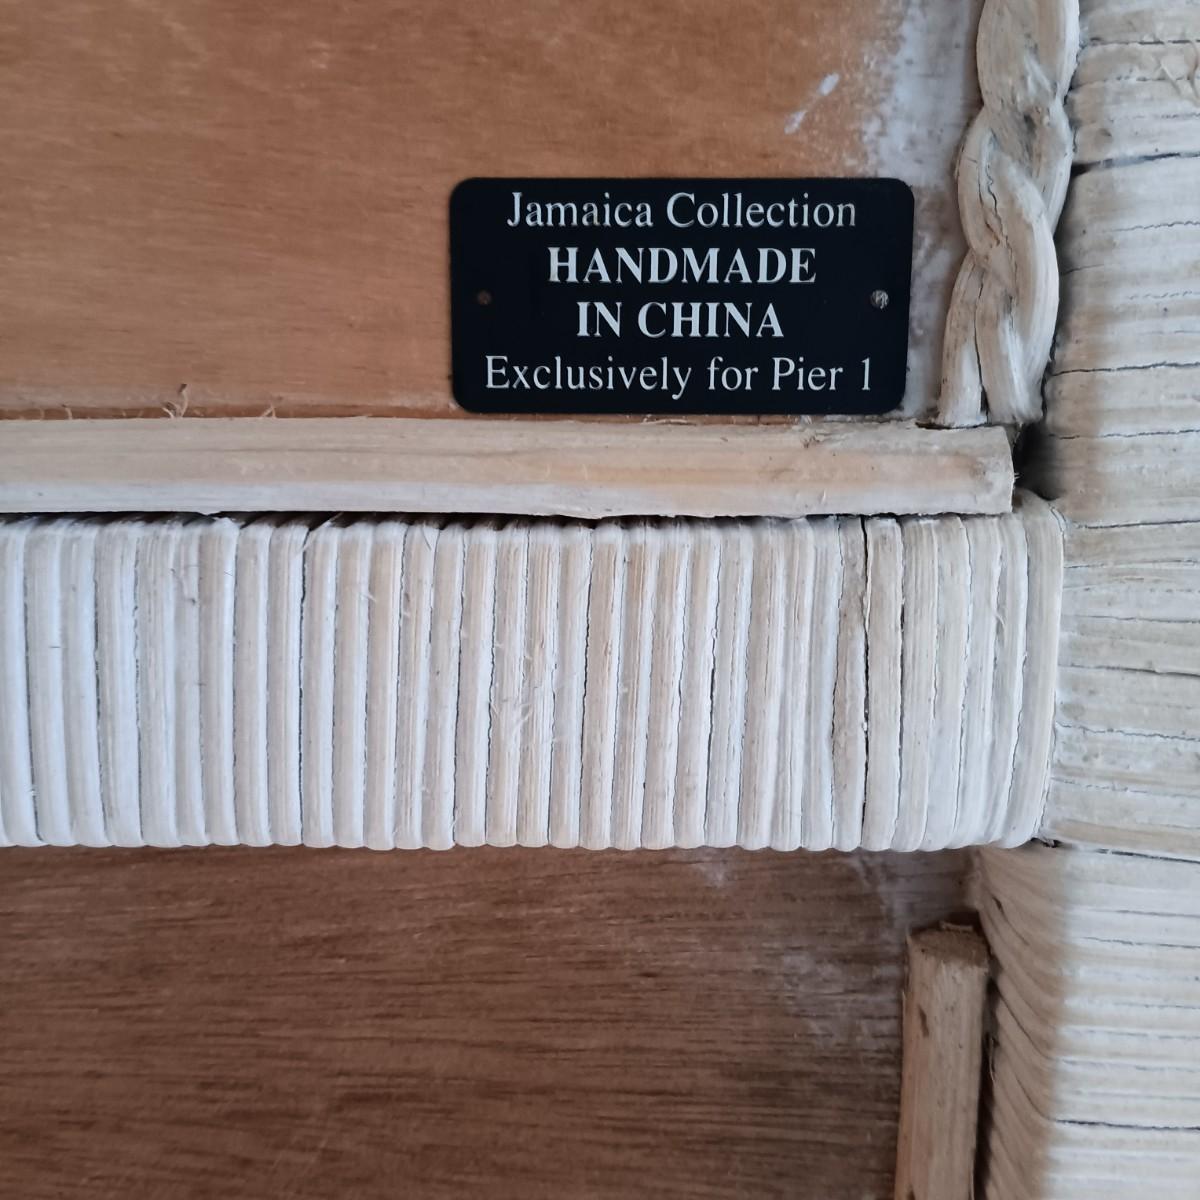 Jamaica Collection
HANDMADE
IN CHINA
Exclusively for Pier 1